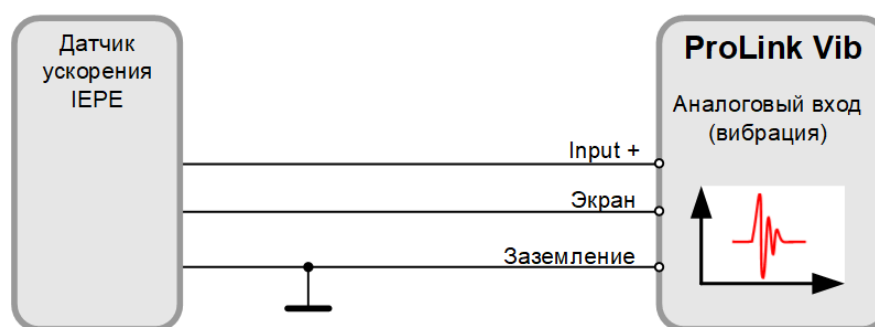 Датчик
ускорения
IEPE
ProLink Vib
Аналоговый вход
(вибрация)
Input +
Экран
Заземление